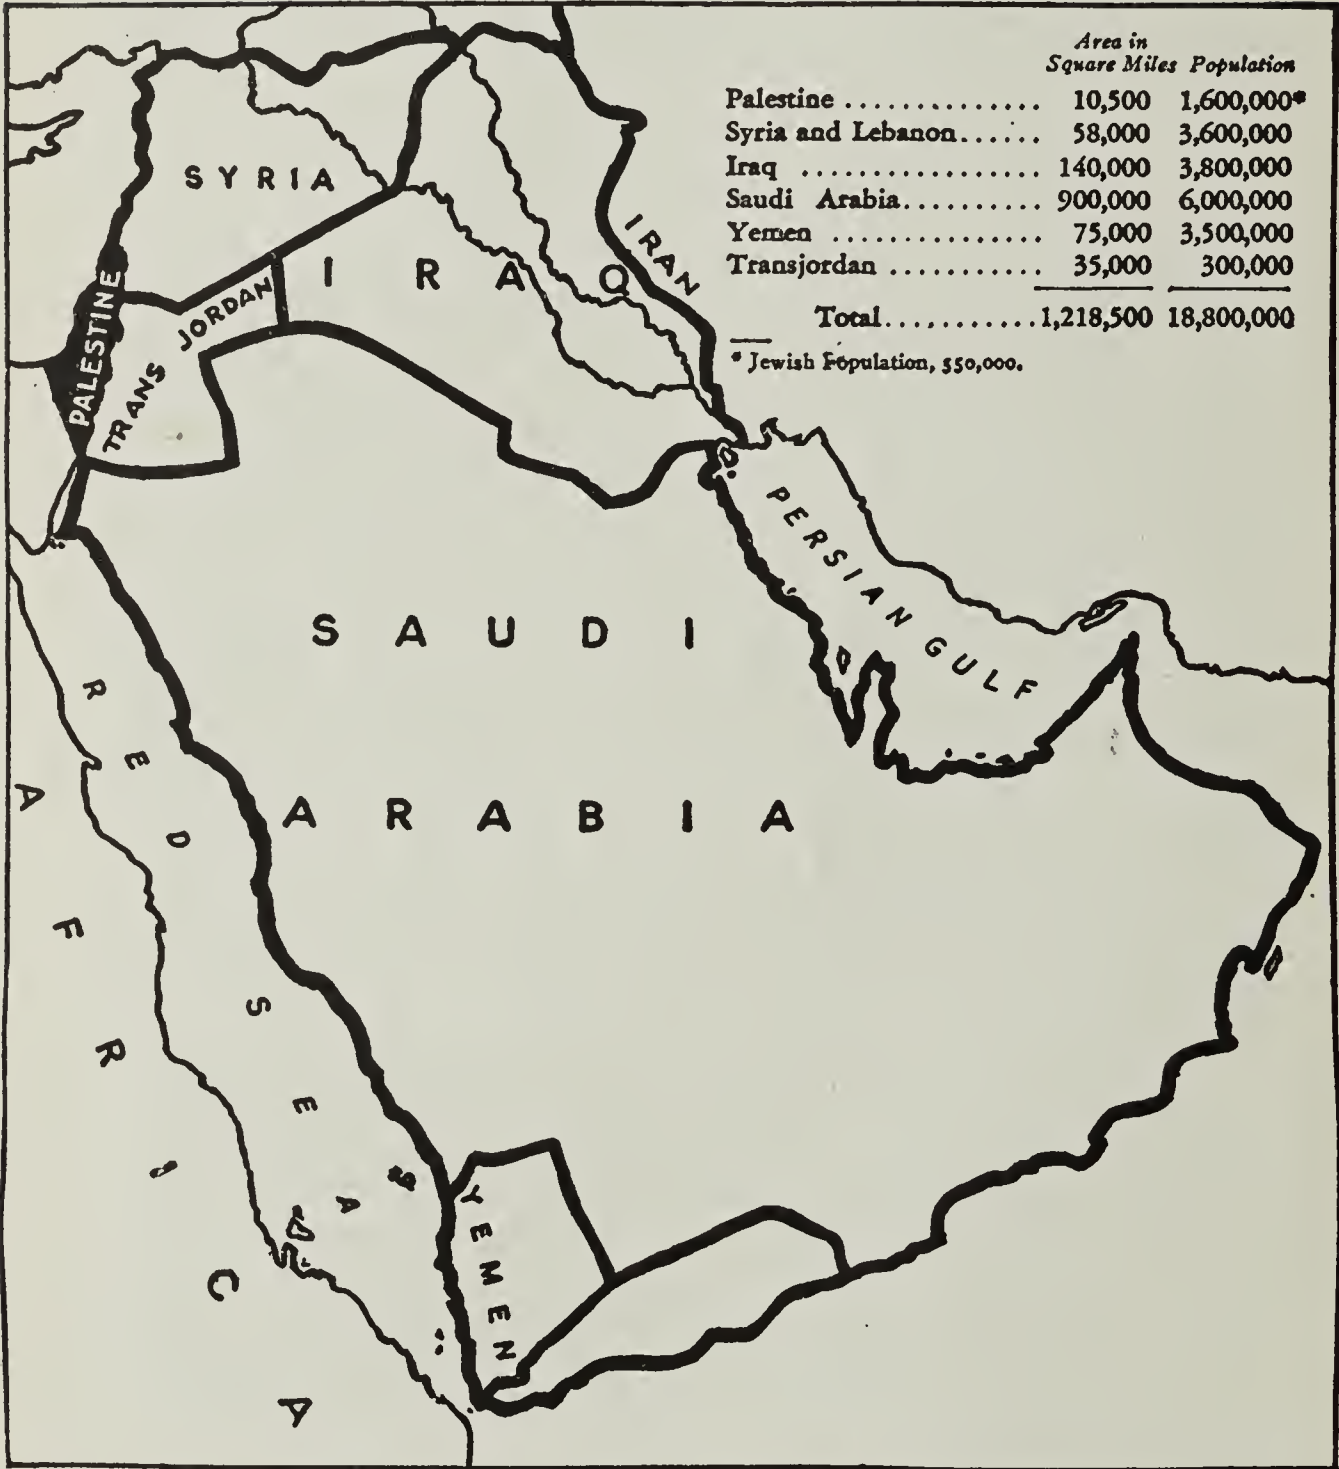 Area in
Square Miles Population
Palestine .............. 10,500 1,600,000*
Syria and Lebanon...... 58,000 3,600,000
Iraq ................. 140,000 3,800,000
Saudi Arabia.......... 900,000 6,000,000
Yemen ............... 75,000 3,500,000
Transjordan ........... 35,000 300,000
Total...........1,218,500 18,800,000
* Jewish Population, 550,000.
SYRIA
IRAN
IRAQ
PALESTINE
TRANS JORDAN
PERSIAN GULF
SAUDI
ARABIA
RED SEA
AFRICA
YEMEN